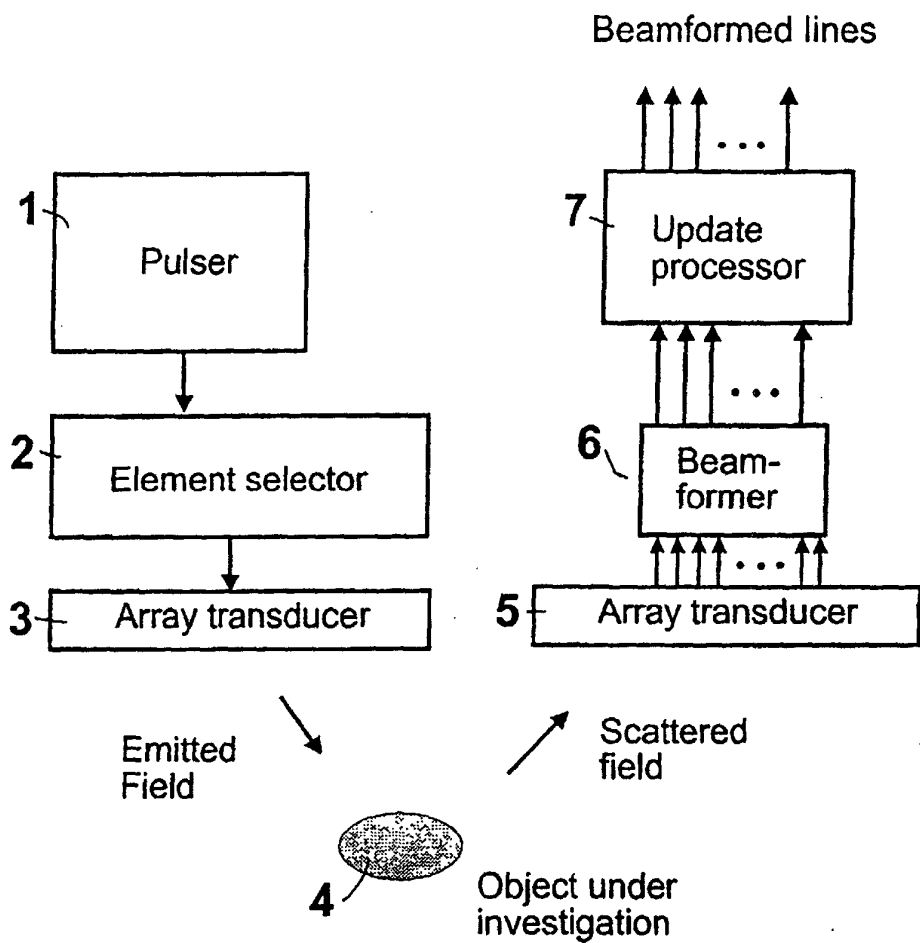 Beamformed lines
1
Pulser
2
Element selector
3
Array transducer
Emitted
Field
4
Object under
investigation
Scattered
field
5
Array transducer
6
Beam-
former
7
Update
processor